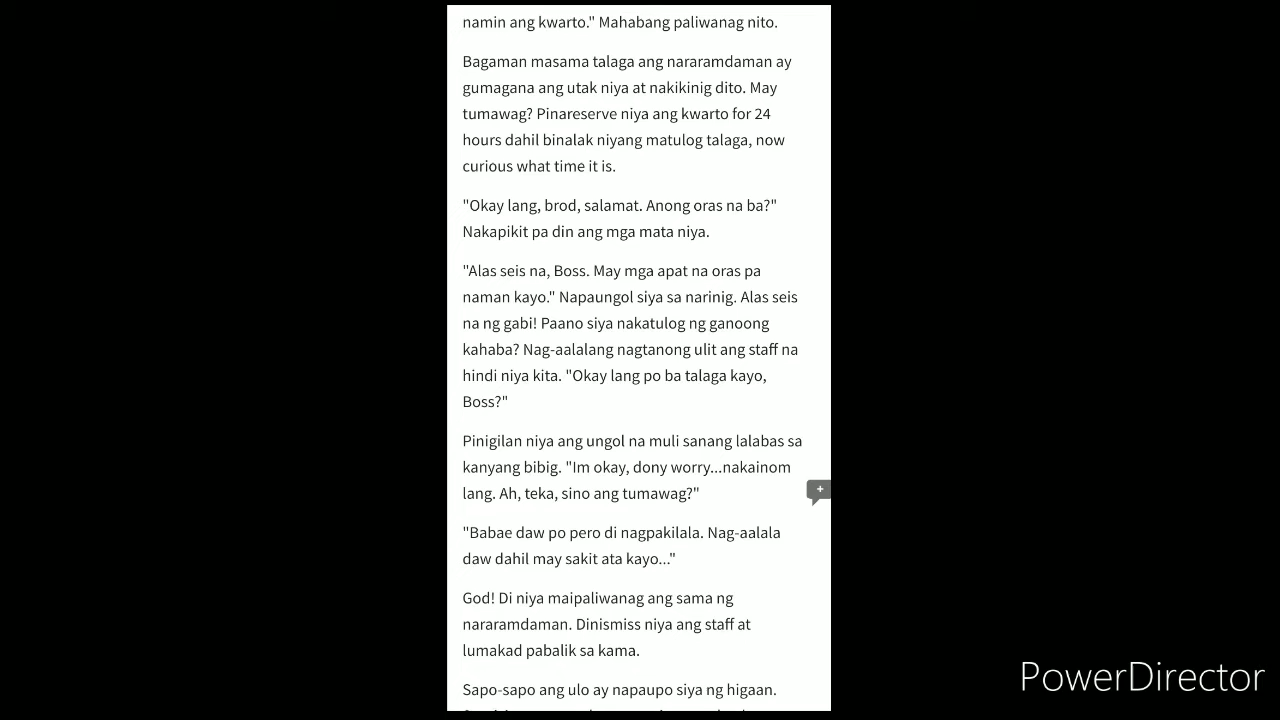 namin ang kwarto." Mahabang paliwanag nito.
Bagaman masama talaga ang nararamdaman ay
gumagana ang utak niya at nakikinig dito. May
tumawag? Pinareserve niya ang kwarto for 24
hours dahil binalak niyang matulog talaga, now
curious what time it is.
"Okay lang, brod, salamat. Anong oras na ba?"
Nakapikit pa din ang mga mata niya.
"Alas seis na, Boss. May mga apat na oras pa
naman kayo." Napaungol siya sa narinig. Alas seis
na ng gabi! Paano siya nakatulog ng ganoong
kahaba? Nag-aalalang nagtanong ulit ang staff na
hindi niya kita. "Okay lang po ba talaga kayo,
Boss?"
Pinigilan niya ang ungol na muli sanang lalabas sa
kanyang bibig. "Im okay, dony worry...nakainom
lang. Ah, teka, sino ang tumawag?"
"Babae daw po pero di nagpakilala. Nag-aalala
daw dahil may sakit ata kayo..."
God! Di niya maipaliwanag ang sama ng
nararamdaman. Dinismiss niya ang staff at
lumakad pabalik sa kama.
Sapo-sapo ang ulo ay napaupo siya ng higaan.
PowerDirector